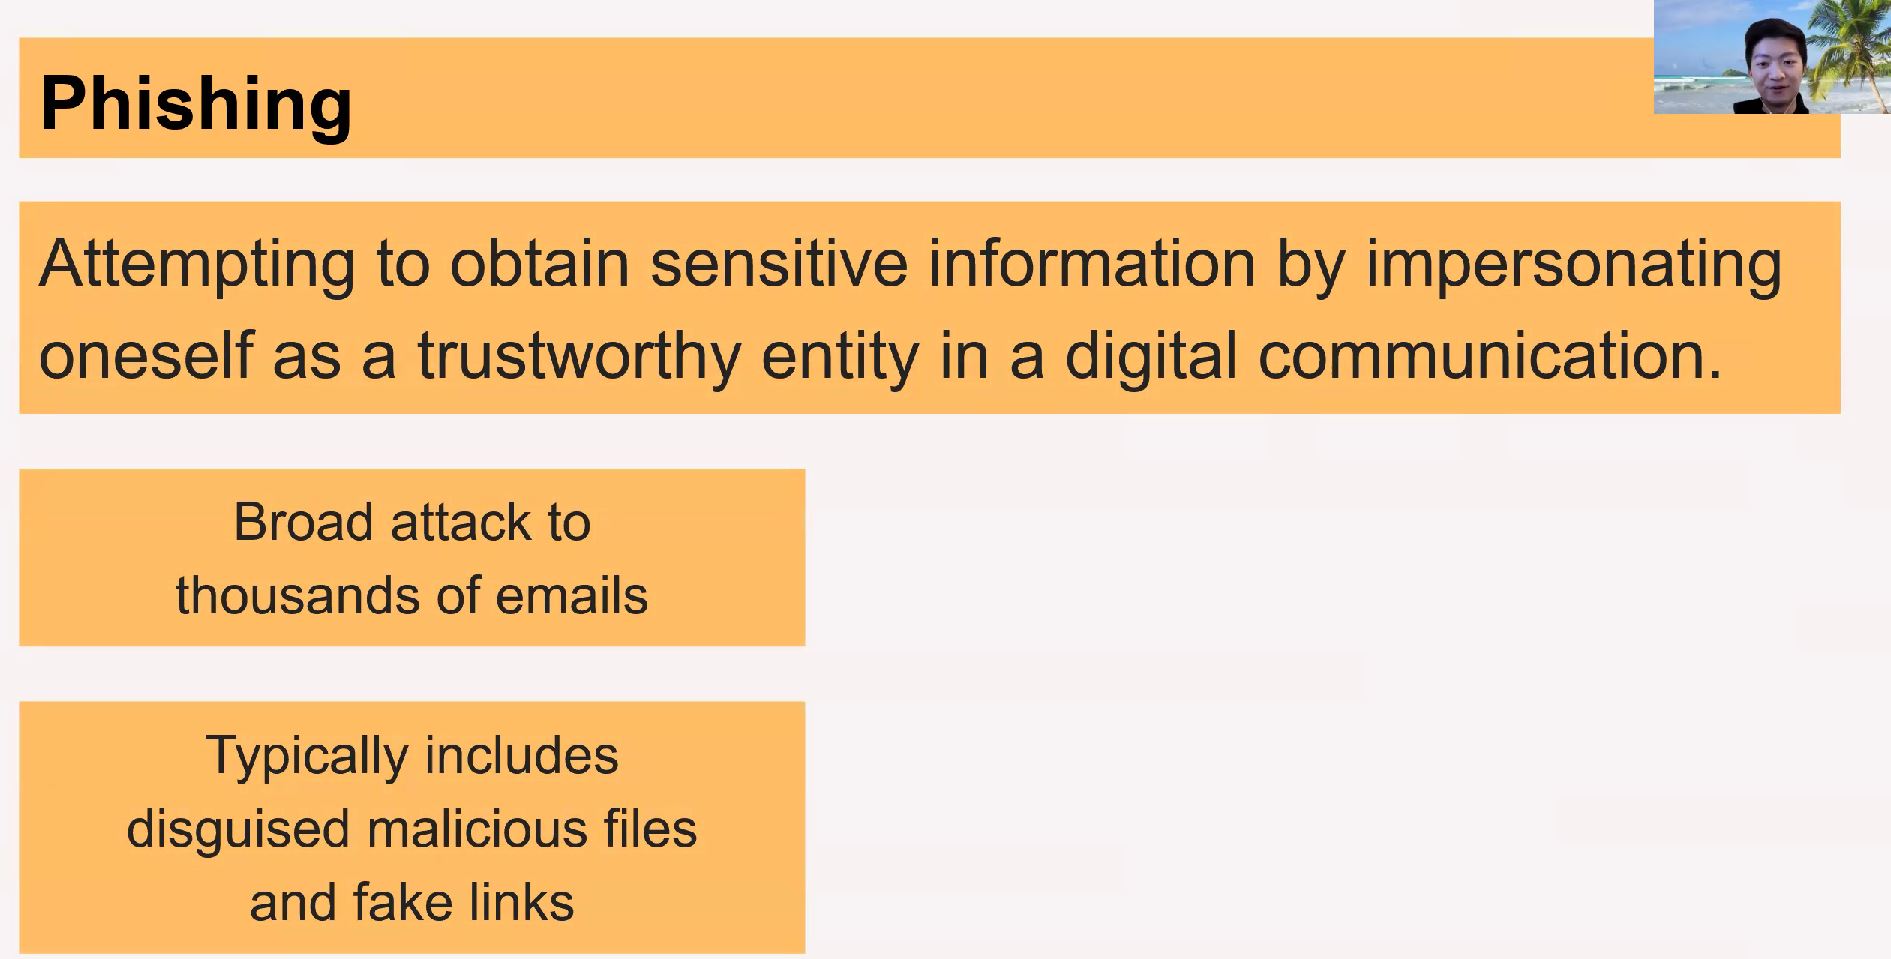 Phishing
Attempting to obtain sensitive information by impersonating
oneself as a trustworthy entity in a digital communication.
Broad attack to
thousands of emails
Typically includes
disguised malicious files
and fake links